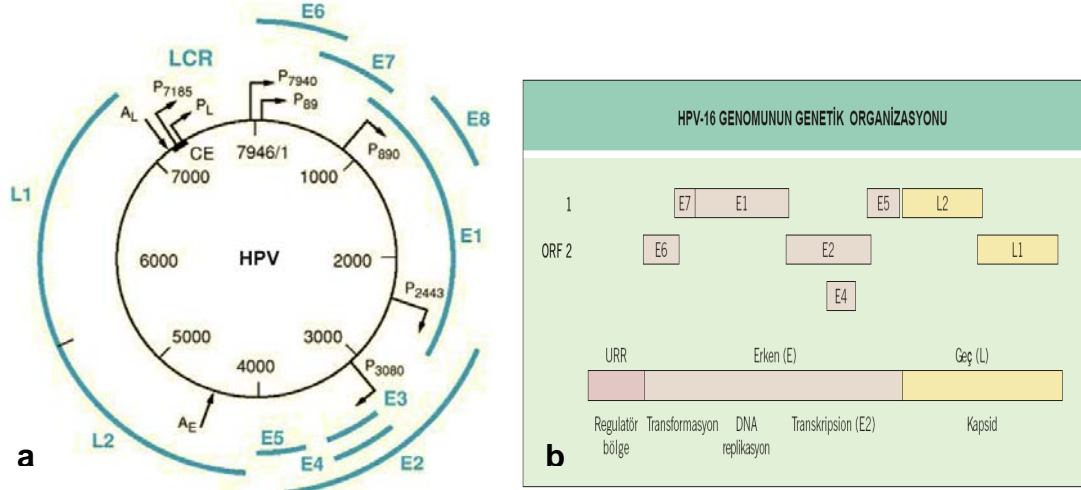 E6
LCR
E7
P7185
PL
AL
P7940
P89
E8
CE
7946/1
P890
7000
1000
L1
E1
6000
HPV
2000
P2443
5000
3000
4000
P3080
AE
E3
E5
L2
E4
E2
a
HPV-16 GENOMUNUN GENETİK ORGANİZASYONU
1
E7
E1
E5
L2
ORF 2
E6
E2
L1
E4
URR
Erken (E)
Geç (L)
Regulatör
bölge
Transformasyon
DNA
replikasyon
Transkripsion (E2)
Kapsid
b